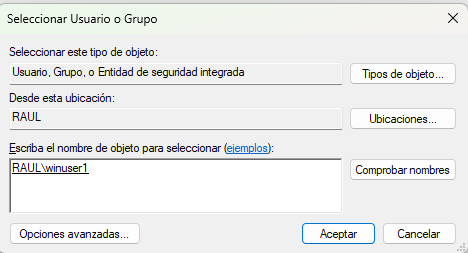 Seleccionar Usuario o Grupo
Seleccionar este tipo de objeto:
Usuario, Grupo, o Entidad de seguridad integrada
Tipos de objeto...
Desde esta ubicación:
RAUL
Ubicaciones...
Escriba el nombre de objeto para seleccionar (ejemplos):
RAUL\winuser1
Comprobar nombres
Opciones avanzadas...
Aceptar
Cancelar